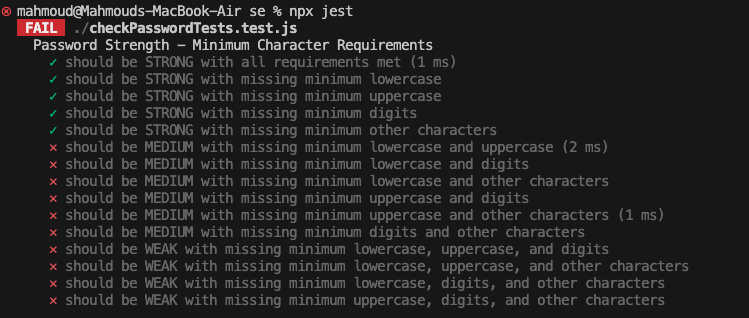 mahmoud@Mahmouds-MacBook-Air se % npx jest
FAIL ./checkPasswordTests.test.js
Password Strength - Minimum Character Requirements
✓ should be STRONG with all requirements met (1 ms)
✓ should be STRONG with missing minimum lowercase
✓ should be STRONG with missing minimum uppercase
✓ should be STRONG with missing minimum digits
✓ should be STRONG with missing minimum other characters
✕ should be MEDIUM with missing minimum lowercase and uppercase (2 ms)
✕ should be MEDIUM with missing minimum lowercase and digits
✕ should be MEDIUM with missing minimum lowercase and other characters
✕ should be MEDIUM with missing minimum uppercase and digits
✕ should be MEDIUM with missing minimum uppercase and other characters (1 ms)
✕ should be MEDIUM with missing minimum digits and other characters
✕ should be WEAK with missing minimum lowercase, uppercase, and digits
✕ should be WEAK with missing minimum lowercase, uppercase, and other characters
✕ should be WEAK with missing minimum lowercase, digits, and other characters
✕ should be WEAK with missing minimum uppercase, digits, and other characters